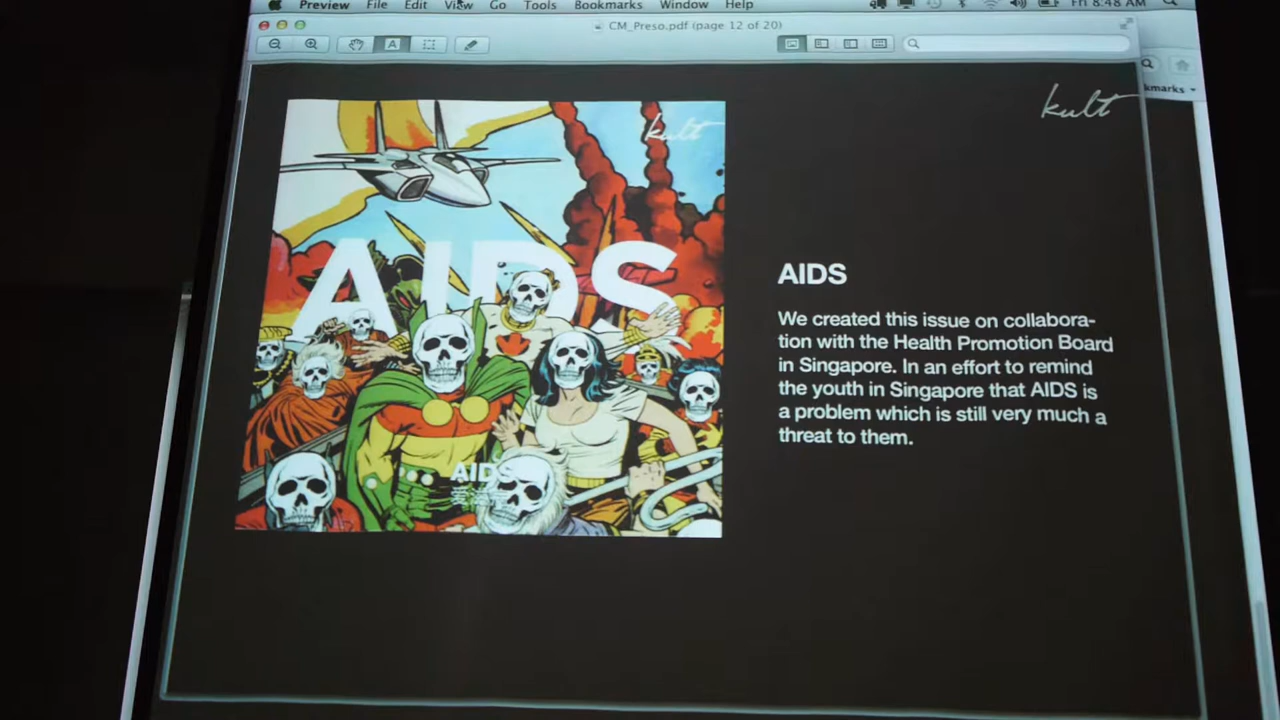 Preview File Edit View Go Tools Bookmarks Window Help
Fri 8:48 AM
CM_Preso.pdf (page 12 of 20)
A
kmarks
kult
kult
AIDS
AIDS
AIDS
We created this issue on collabora-
tion with the Health Promotion Board
in Singapore. In an effort to remind
the youth in Singapore that AIDS is
a problem which is still very much a
threat to them.